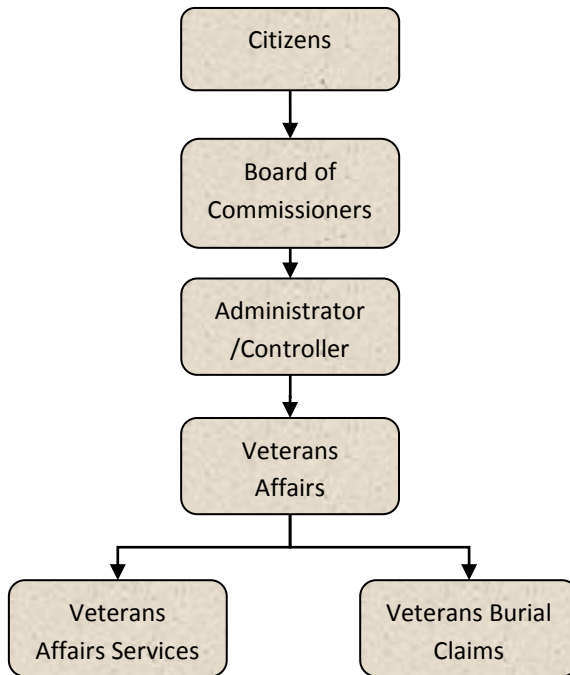 Citizens
Board of
Commissioners
Administrator
/Controller
Veterans
Affairs
Veterans
Affairs Services
Veterans Burial
Claims